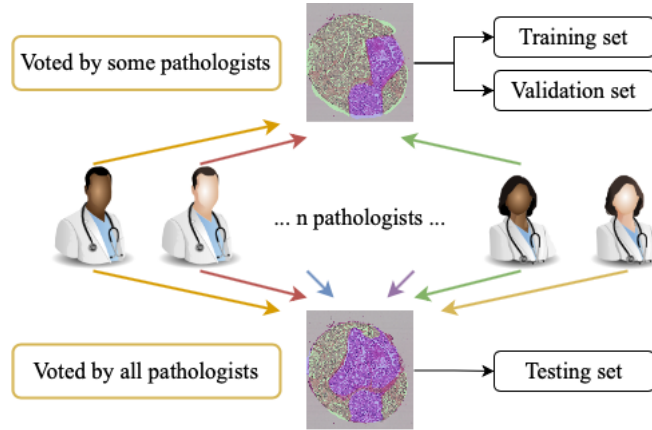 Voted by some pathologists
Training set
Validation set
... n pathologists ...
Voted by all pathologists
Testing set